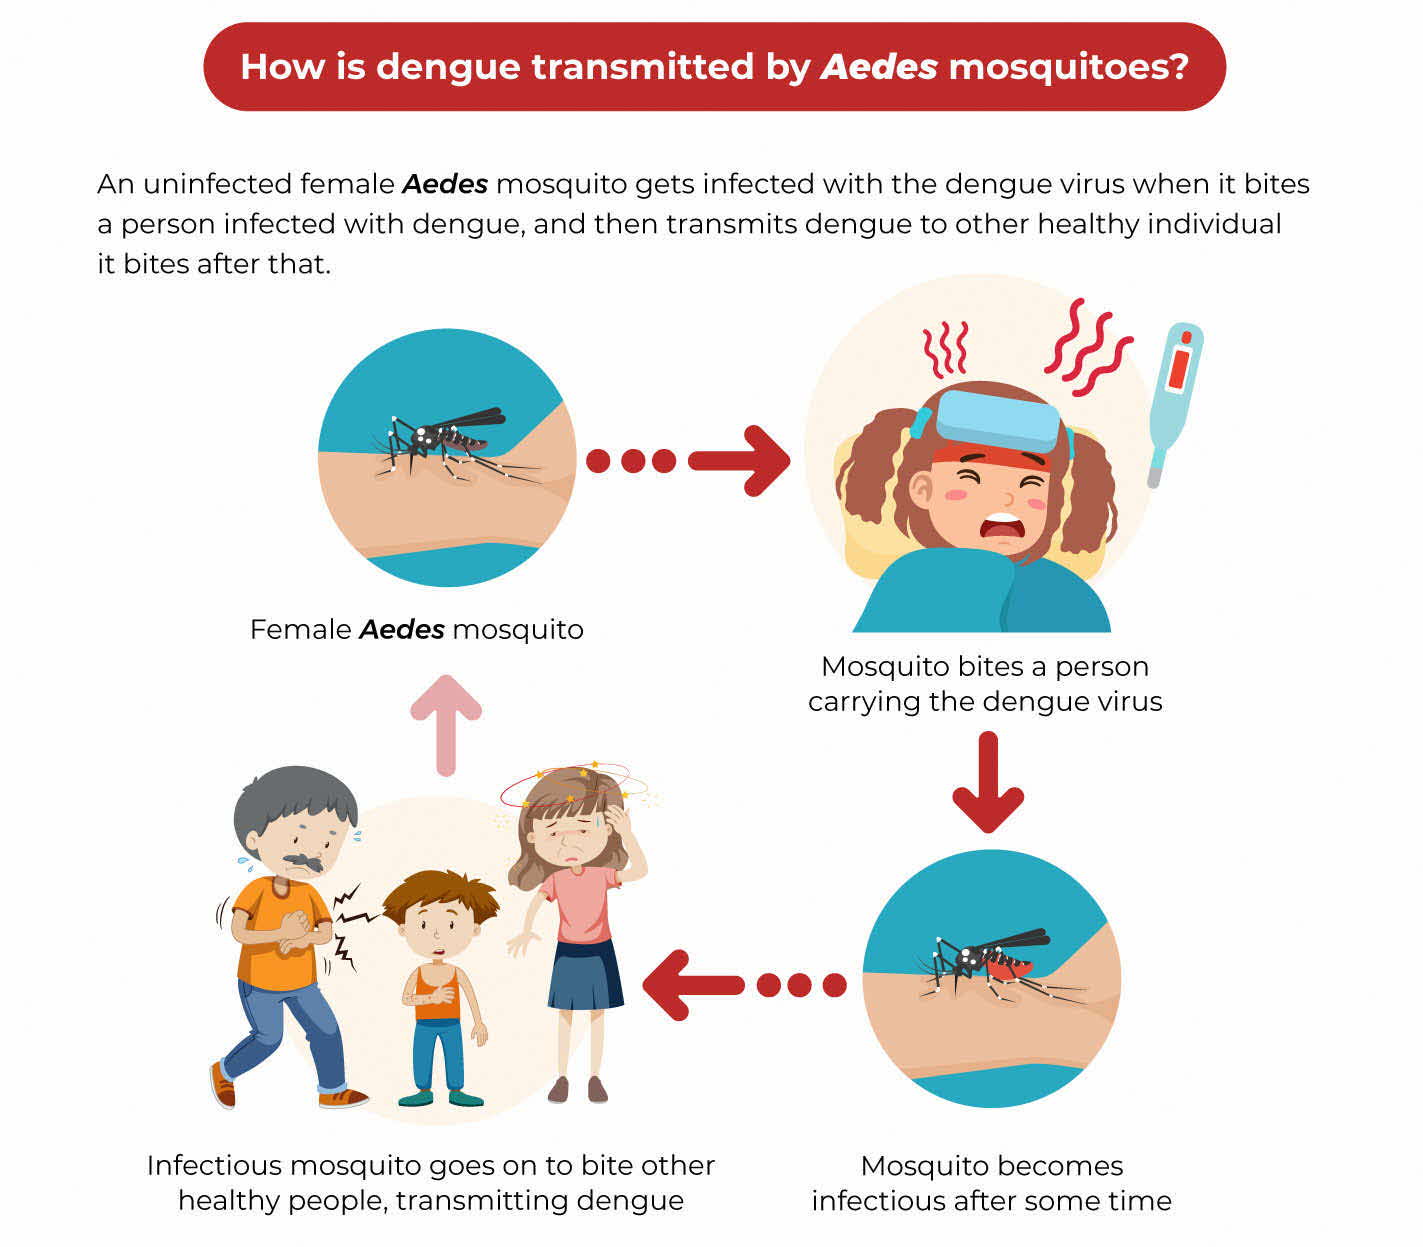 How is dengue transmitted by Aedes mosquitoes?
An uninfected female Aedes mosquito gets infected with the dengue virus when it bites
a person infected with dengue, and then transmits dengue to other healthy individual
it bites after that.
Female Aedes mosquito
Mosquito bites a person
carrying the dengue virus
Infectious mosquito goes on to bite other
healthy people, transmitting dengue
Mosquito becomes
infectious after some time